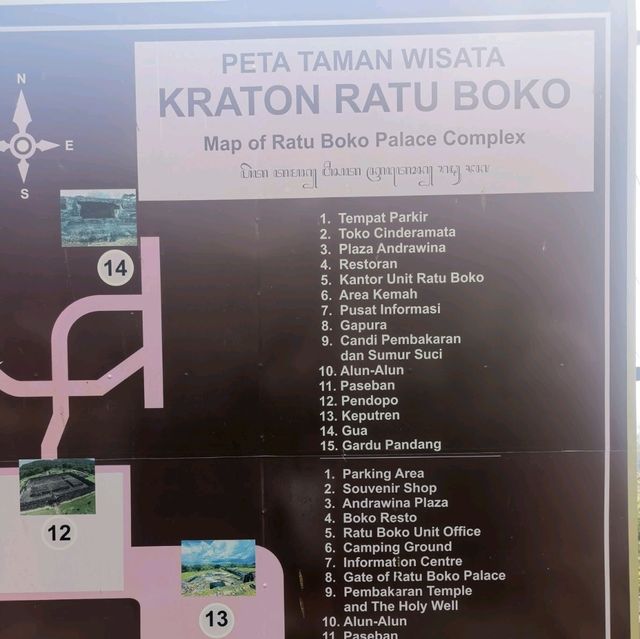 PETA TAMAN WISATA
KRATON RATU BOKO
Map of Ratu Boko Palace Complex
N
E
S
14
12
13
1. Tempat Parkir
2. Toko Cinderamata
3. Plaza Andrawina
4. Restoran
5. Kantor Unit Ratu Boko
6. Area Kemah
7. Pusat Informasi
8. Gapura
9. Candi Pembakaran
dan Sumur Suci
10. Alun-Alun
11. Paseban
12. Pendopo
13. Keputren
14. Gua
15. Gardu Pandang
1. Parking Area
2. Souvenir Shop
3. Andrawina Plaza
4. Boko Resto
5. Ratu Boko Unit Office
6. Camping Ground
7. Information Centre
8. Gate of Ratu Boko Palace
9. Pembakaran Temple
and The Holy Well
10. Alun-Alun
11. Paseban